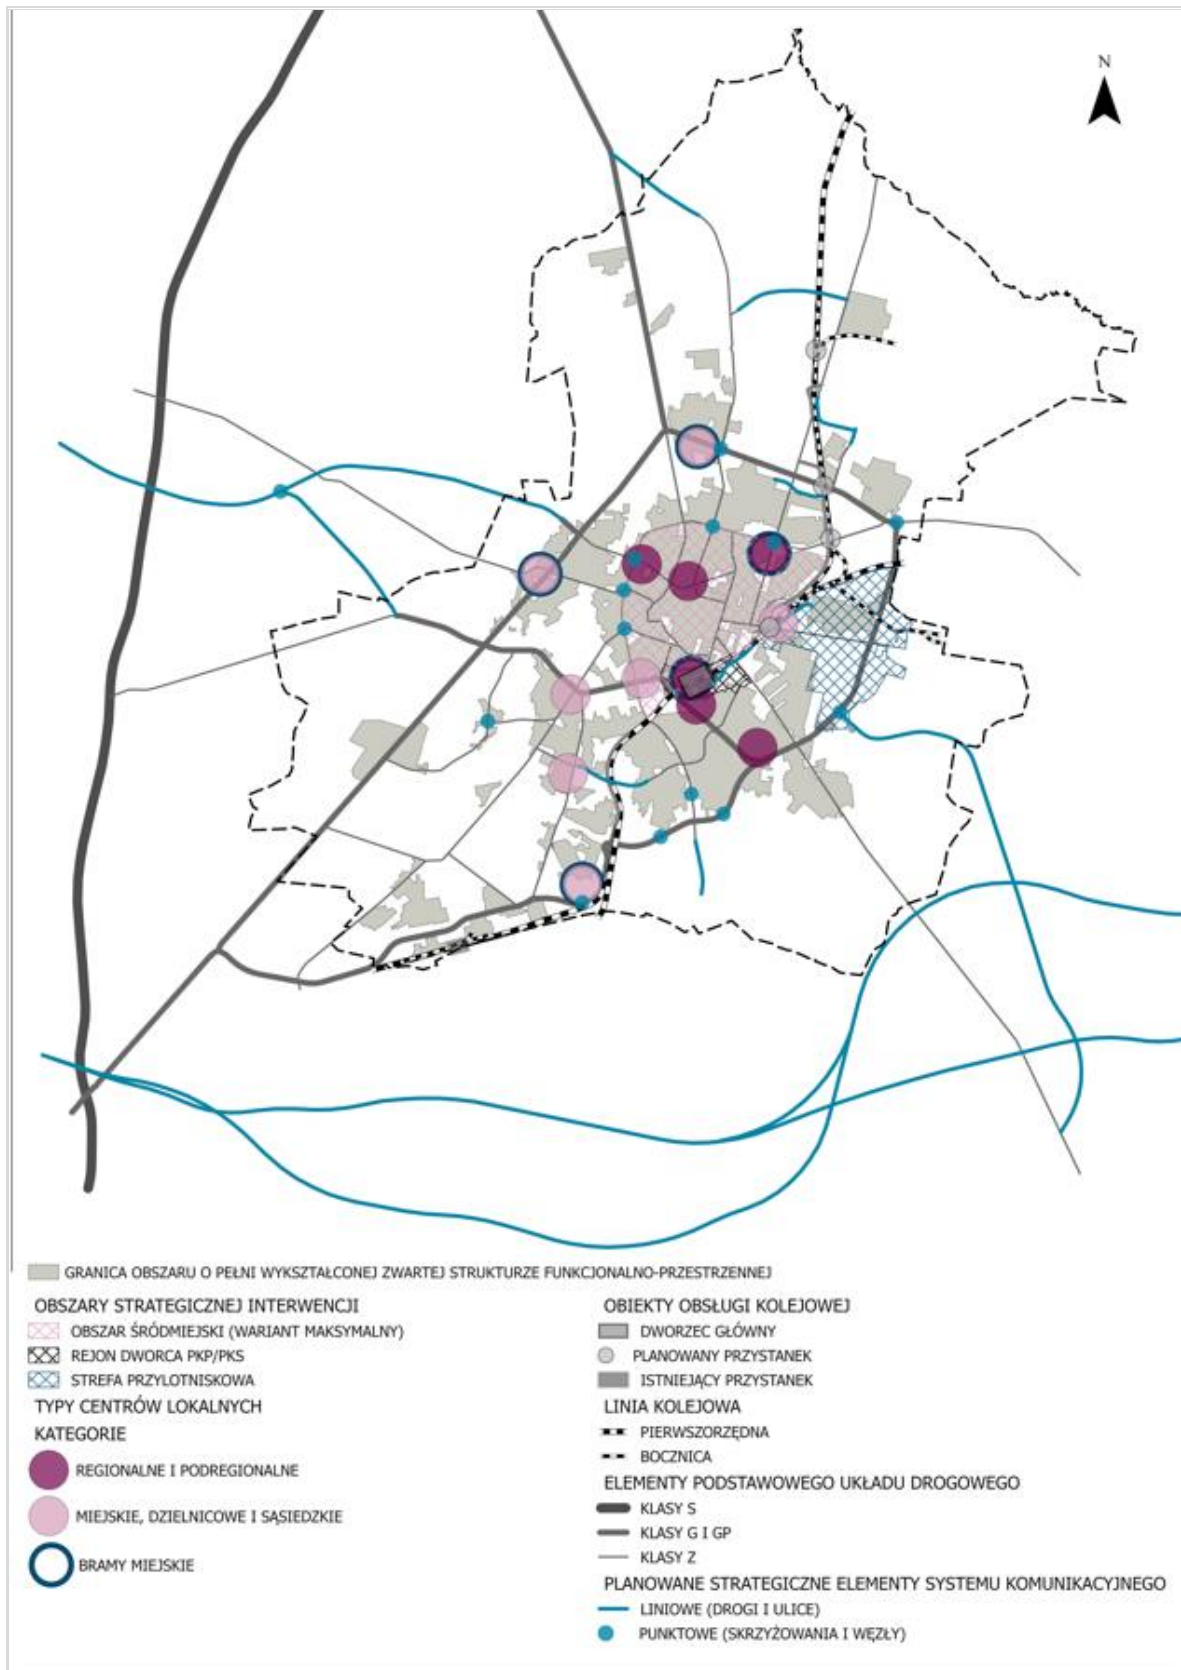 N
GRANICA OBSZARU O PEŁNI WYKSZTAŁCONEJ ZWARTEJ STRUKTURZE FUNKCJONALNO-PRZESTRZENNEJ
OBSZARY STRATEGICZNEJ INTERWENCJI
OBSZAR ŚRÓDMIEJSKI (WARIANT MAKSYMALNY)
REJON DWORCA PKP/PKS
STREFA PRZYLOTNISKOWA
TYPY CENTRÓW LOKALNYCH
KATEGORIE
REGIONALNE I PODREGIONALNE
MIEJSKIE, DZIELNICOWE I SĄSIEDZKIE
BRAMY MIEJSKIE
OBIEKTY OBSŁUGI KOLEJOWEJ
DWORZEC GŁÓWNY
PLANOWANY PRZYSTANEK
ISTNIEJĄCY PRZYSTANEK
LINIA KOLEJOWA
PIERWSZORZĘDNA
BOCZNICA
ELEMENTY PODSTAWOWEGO UKŁADU DROGOWEGO
KLASY S
KLASY G I GP
KLASY Z
PLANOWANE STRATEGICZNE ELEMENTY SYSTEMU KOMUNIKACYJNEGO
LINIOWE (DROGI I ULICE)
PUNKTOWE (SKRZYŻOWANIA I WĘZŁY)